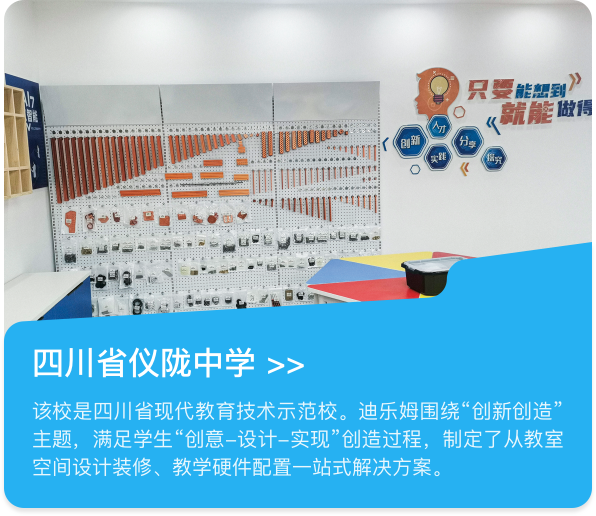 只要能想到
就能做得
人才
创新
分享
实践
探究
四川省仪陇中学 >>
该校是四川省现代教育技术示范校。迪乐姆围绕“创新创造”
主题，满足学生“创意-设计-实现”创造过程，制定了从教室
空间设计装修、教学硬件配置一站式解决方案。